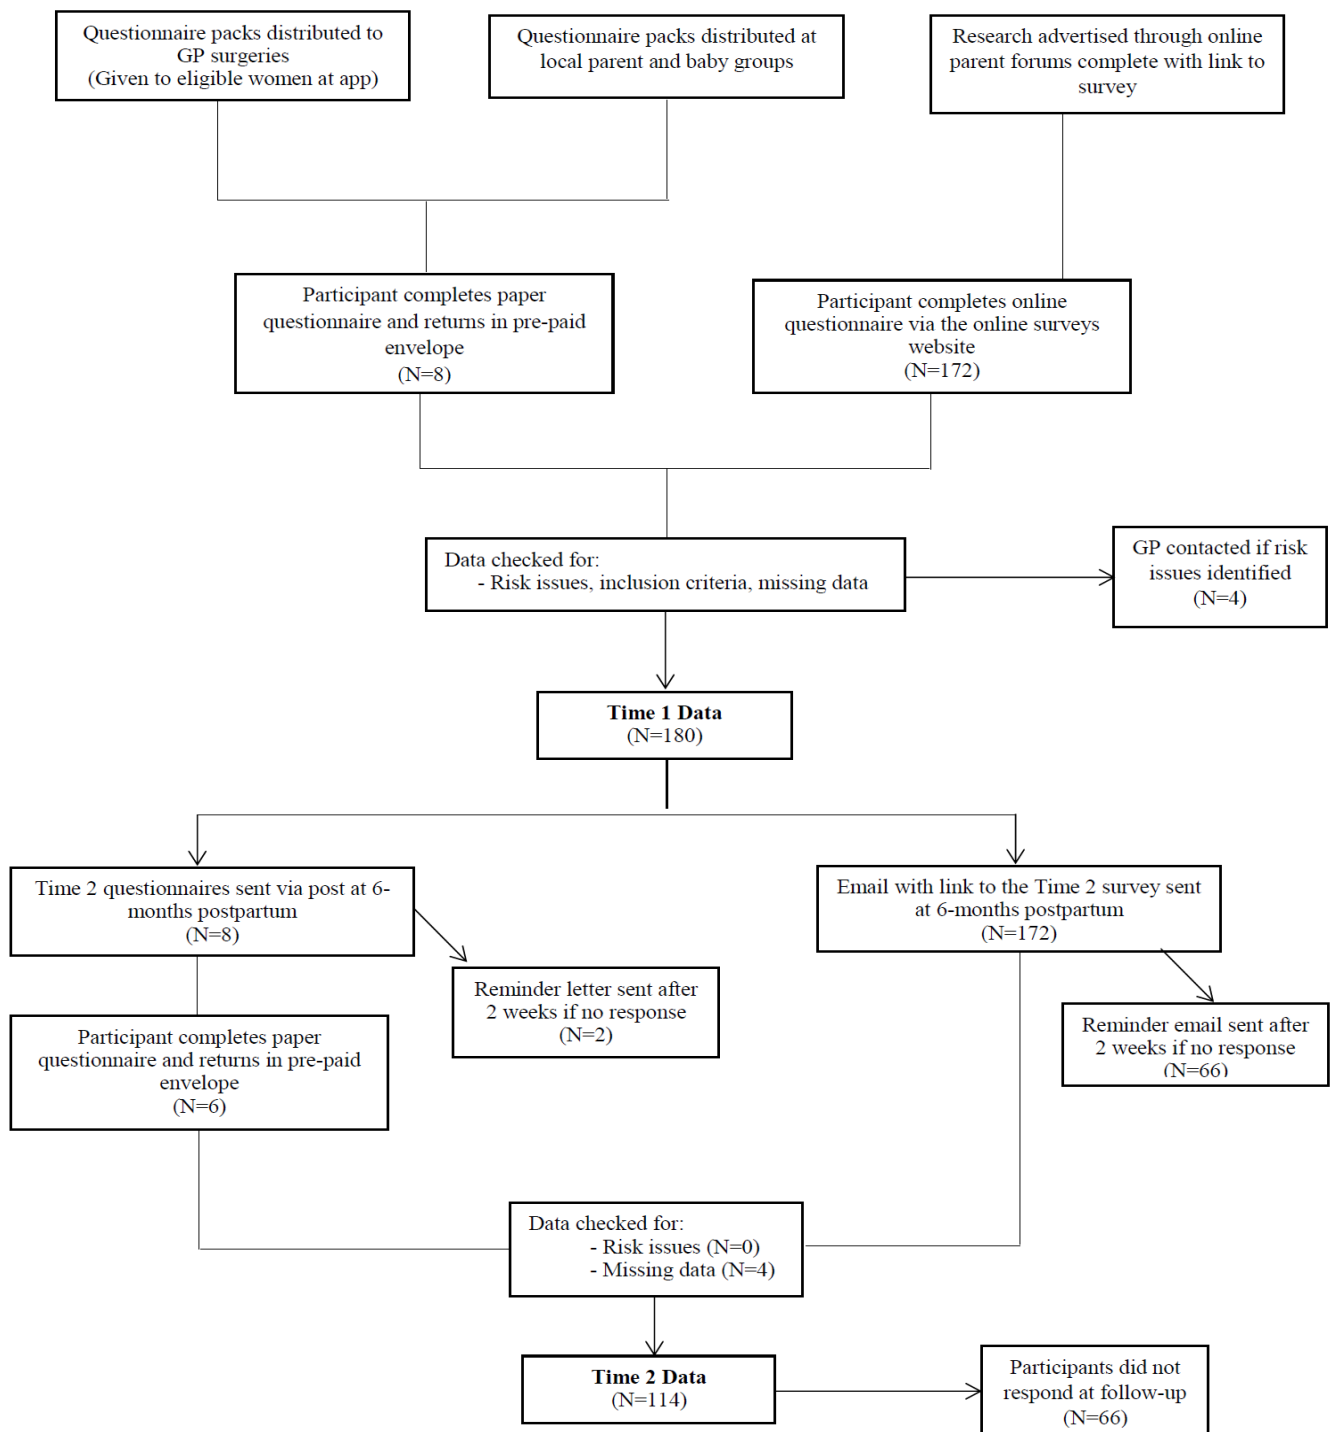 Questionnaire packs distributed to
GP surgeries
(Given to eligible women at app)
Questionnaire packs distributed at
local parent and baby groups
Research advertised through online
parent forums complete with link to
survey
Participant completes paper
questionnaire and returns in pre-paid
envelope
(N=8)
Participant completes online
questionnaire via the online surveys
website
(N=172)
Data checked for:
- Risk issues, inclusion criteria, missing data
GP contacted if risk
issues identified
(N=4)
Time 1 Data
(N=180)
Time 2 questionnaires sent via post at 6-
months postpartum
(N=8)
Email with link to the Time 2 survey sent
at 6-months postpartum
(N=172)
Reminder letter sent after
2 weeks if no response
(N=2)
Reminder email sent after
2 weeks if no response
(N=66)
Participant completes paper
questionnaire and returns in pre-paid
envelope
(N=6)
Data checked for:
- Risk issues (N=0)
- Missing data (N=4)
Time 2 Data
(N=114)
Participants did not
respond at follow-up
(N=66)